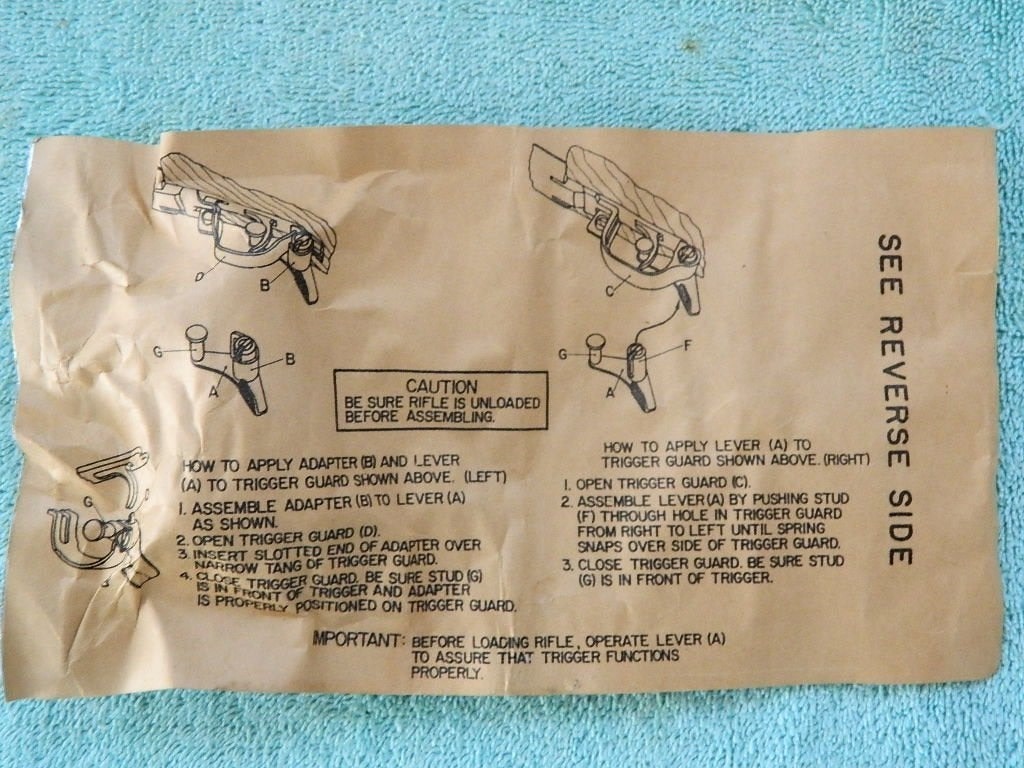 D
B
C
G
B
A
G
F
A
CAUTION
BE SURE RIFLE IS UNLOADED
BEFORE ASSEMBLING.
G
D
HOW TO APPLY ADAPTER (B) AND LEVER
(A) TO TRIGGER GUARD SHOWN ABOVE. (LEFT)
1. ASSEMBLE ADAPTER (B) TO LEVER (A)
AS SHOWN.
2. OPEN TRIGGER GUARD (D).
3. INSERT SLOTTED END OF ADAPTER OVER
NARROW TANG OF TRIGGER GUARD.
4. CLOSE TRIGGER GUARD. BE SURE STUD (G)
IS IN FRONT OF TRIGGER AND ADAPTER
IS PROPERLY POSITIONED ON TRIGGER GUARD.
HOW TO APPLY LEVER (A) TO
TRIGGER GUARD SHOWN ABOVE. (RIGHT)
1. OPEN TRIGGER GUARD (C).
2. ASSEMBLE LEVER (A) BY PUSHING STUD
(F) THROUGH HOLE IN TRIGGER GUARD
FROM RIGHT TO LEFT UNTIL SPRING
SNAPS OVER SIDE OF TRIGGER GUARD.
3. CLOSE TRIGGER GUARD. BE SURE STUD
(G) IS IN FRONT OF TRIGGER.
MPORTANT: BEFORE LOADING RIFLE, OPERATE LEVER (A)
TO ASSURE THAT TRIGGER FUNCTIONS
PROPERLY.
SEE REVERSE SIDE